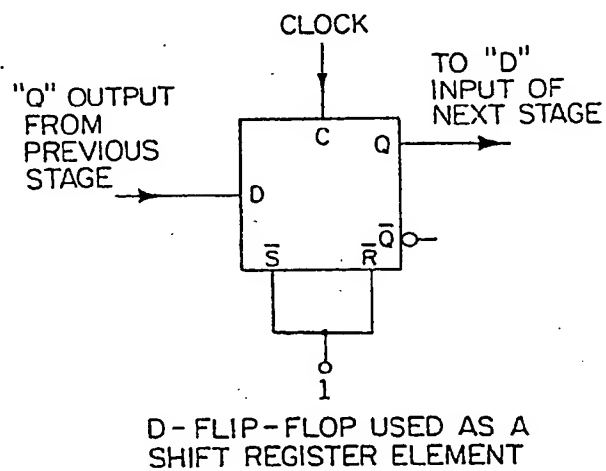 CLOCK
"Q" OUTPUT
FROM
PREVIOUS
STAGE
TO "D"
INPUT OF
NEXT STAGE
C
Q
D
Q̅
S̅
R̅
1
D-FLIP-FLOP USED AS A
SHIFT REGISTER ELEMENT